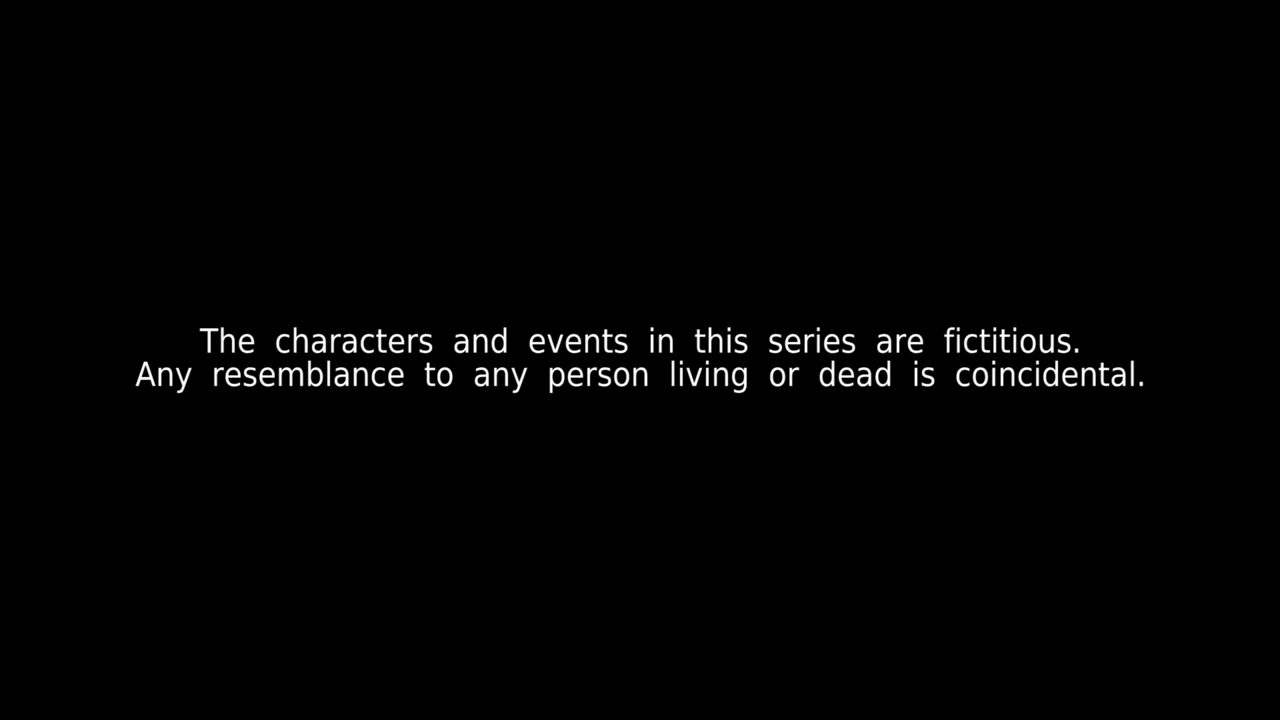 The characters and events in this series are fictitious.
Any resemblance to any person living or dead is coincidental.